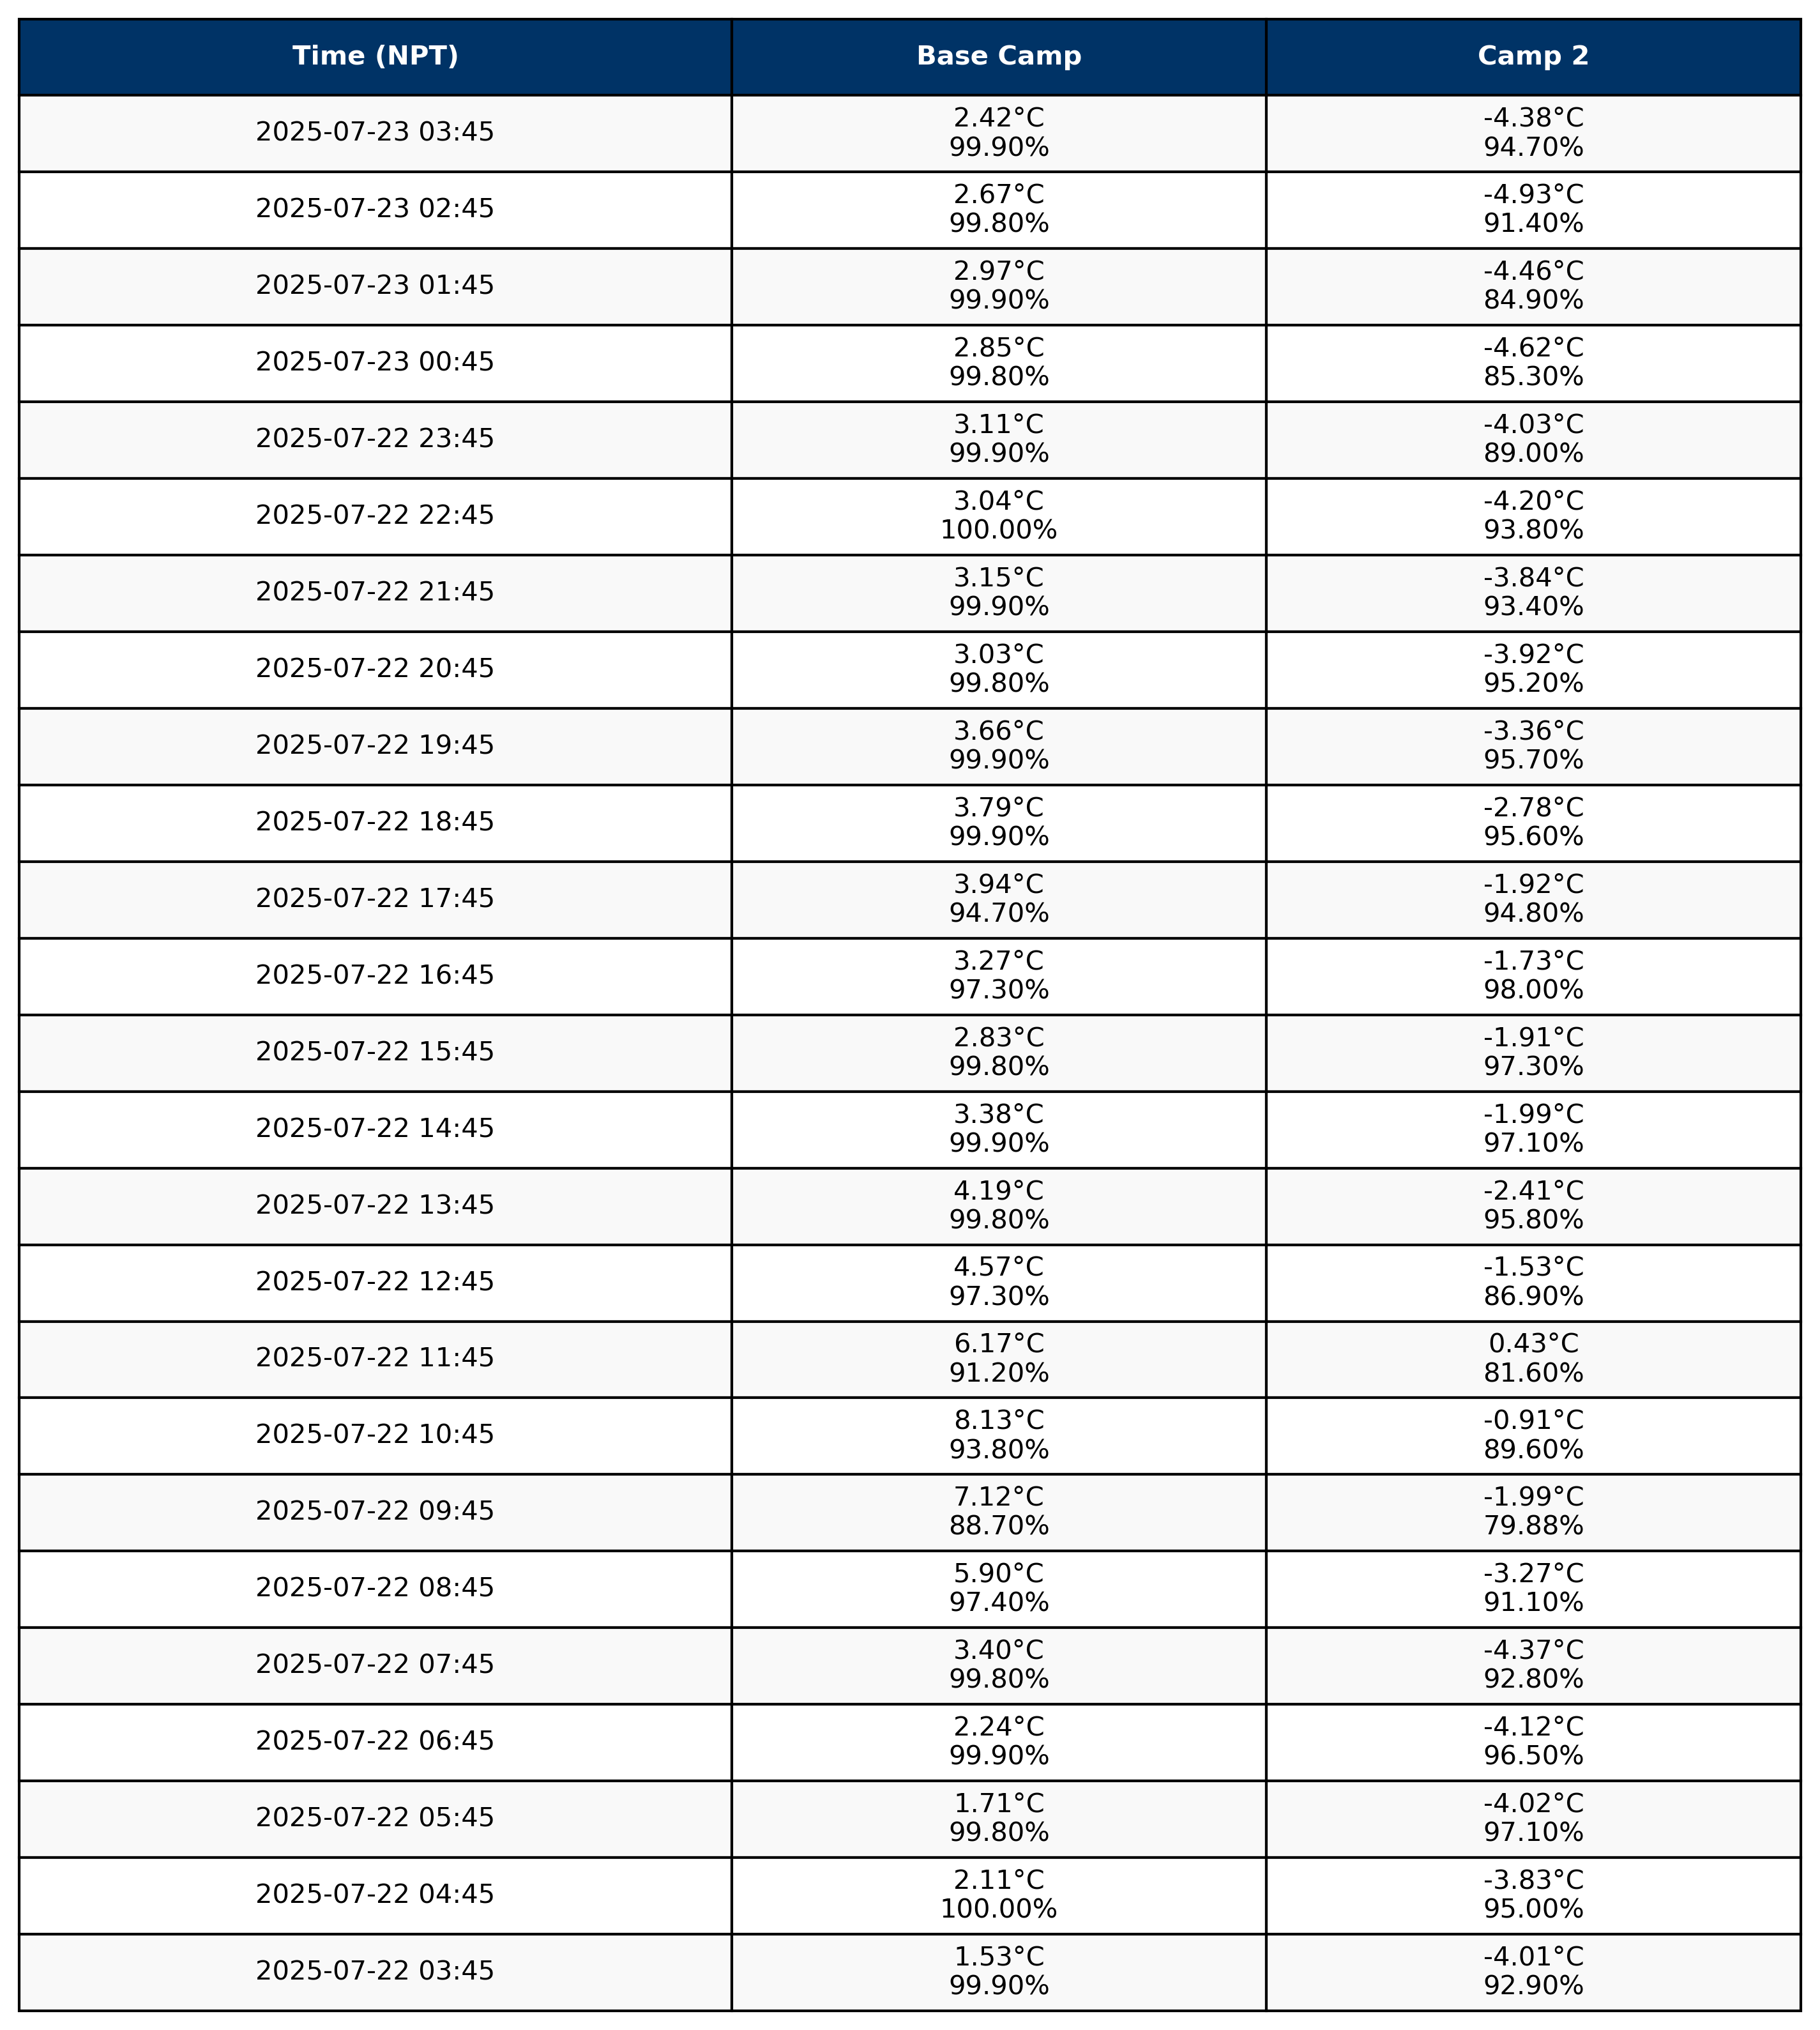 Time (NPT) Base Camp Camp 2
2025-07-23 03:45 2.42°C -4.38°C
99.90% 94.70%
2025-07-23 02:45 2.67°C -4.93°C
99.80% 91.40%
2025-07-23 01:45 2.97°C -4.46°C
99.90% 84.90%
2025-07-23 00:45 2.85°C -4.62°C
99.80% 85.30%
2025-07-22 23:45 3.11°C -4.03°C
99.90% 89.00%
2025-07-22 22:45 3.04°C -4.20°C
100.00% 93.80%
2025-07-22 21:45 3.15°C -3.84°C
99.90% 93.40%
2025-07-22 20:45 3.03°C -3.92°C
99.80% 95.20%
2025-07-22 19:45 3.66°C -3.36°C
99.90% 95.70%
2025-07-22 18:45 3.79°C -2.78°C
99.90% 95.60%
2025-07-22 17:45 3.94°C -1.92°C
94.70% 94.80%
2025-07-22 16:45 3.27°C -1.73°C
97.30% 98.00%
2025-07-22 15:45 2.83°C -1.91°C
99.80% 97.30%
2025-07-22 14:45 3.38°C -1.99°C
99.90% 97.10%
2025-07-22 13:45 4.19°C -2.41°C
99.80% 95.80%
2025-07-22 12:45 4.57°C -1.53°C
97.30% 86.90%
2025-07-22 11:45 6.17°C 0.43°C
91.20% 81.60%
2025-07-22 10:45 8.13°C -0.91°C
93.80% 89.60%
2025-07-22 09:45 7.12°C -1.99°C
88.70% 79.88%
2025-07-22 08:45 5.90°C -3.27°C
97.40% 91.10%
2025-07-22 07:45 3.40°C -4.37°C
99.80% 92.80%
2025-07-22 06:45 2.24°C -4.12°C
99.90% 96.50%
2025-07-22 05:45 1.71°C -4.02°C
99.80% 97.10%
2025-07-22 04:45 2.11°C -3.83°C
100.00% 95.00%
2025-07-22 03:45 1.53°C -4.01°C
99.90% 92.90%